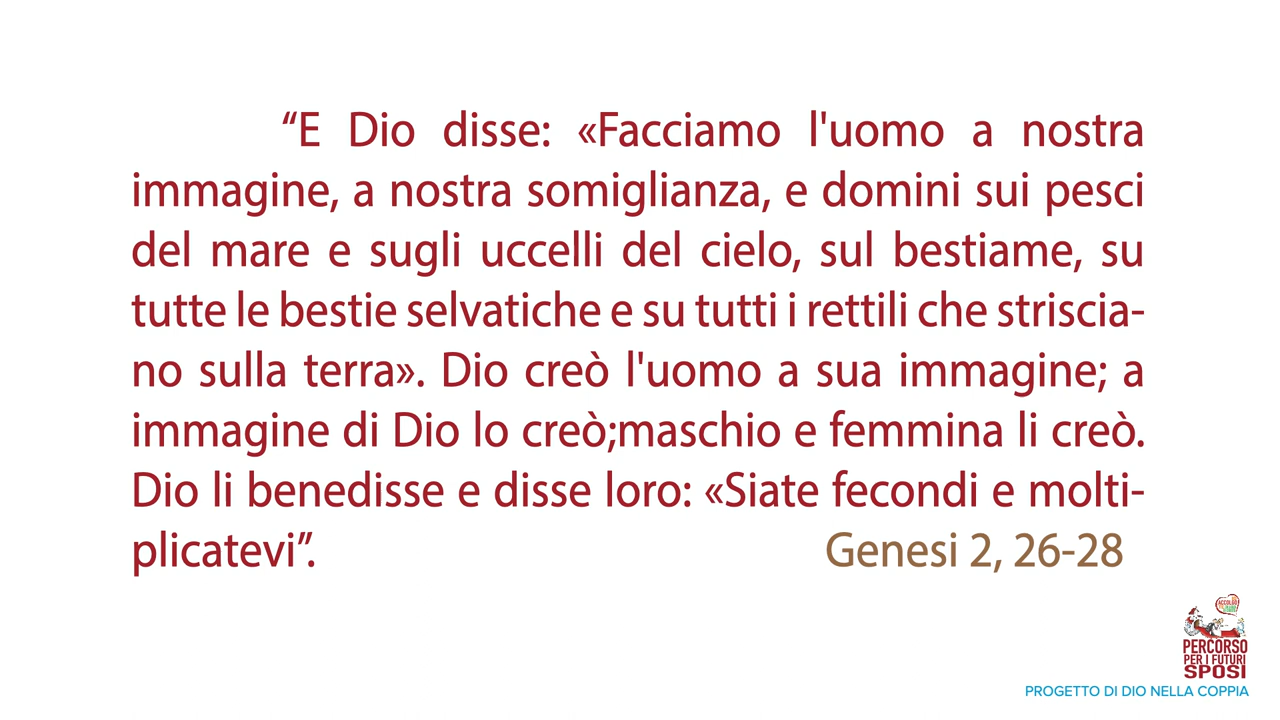 “E Dio disse: «Facciamo l'uomo a nostra
immagine, a nostra somiglianza, e domini sui pesci
del mare e sugli uccelli del cielo, sul bestiame, su
tutte le bestie selvatiche e su tutti i rettili che striscia-
no sulla terra». Dio creò l'uomo a sua immagine; a
immagine di Dio lo creò;maschio e femmina li creò.
Dio li benedisse e disse loro: «Siate fecondi e molti-
plicatevi”.
Genesi 2, 26-28
PERCORSO
PER I FUTURI
SPOSI
PROGETTO DI DIO NELLA COPPIA